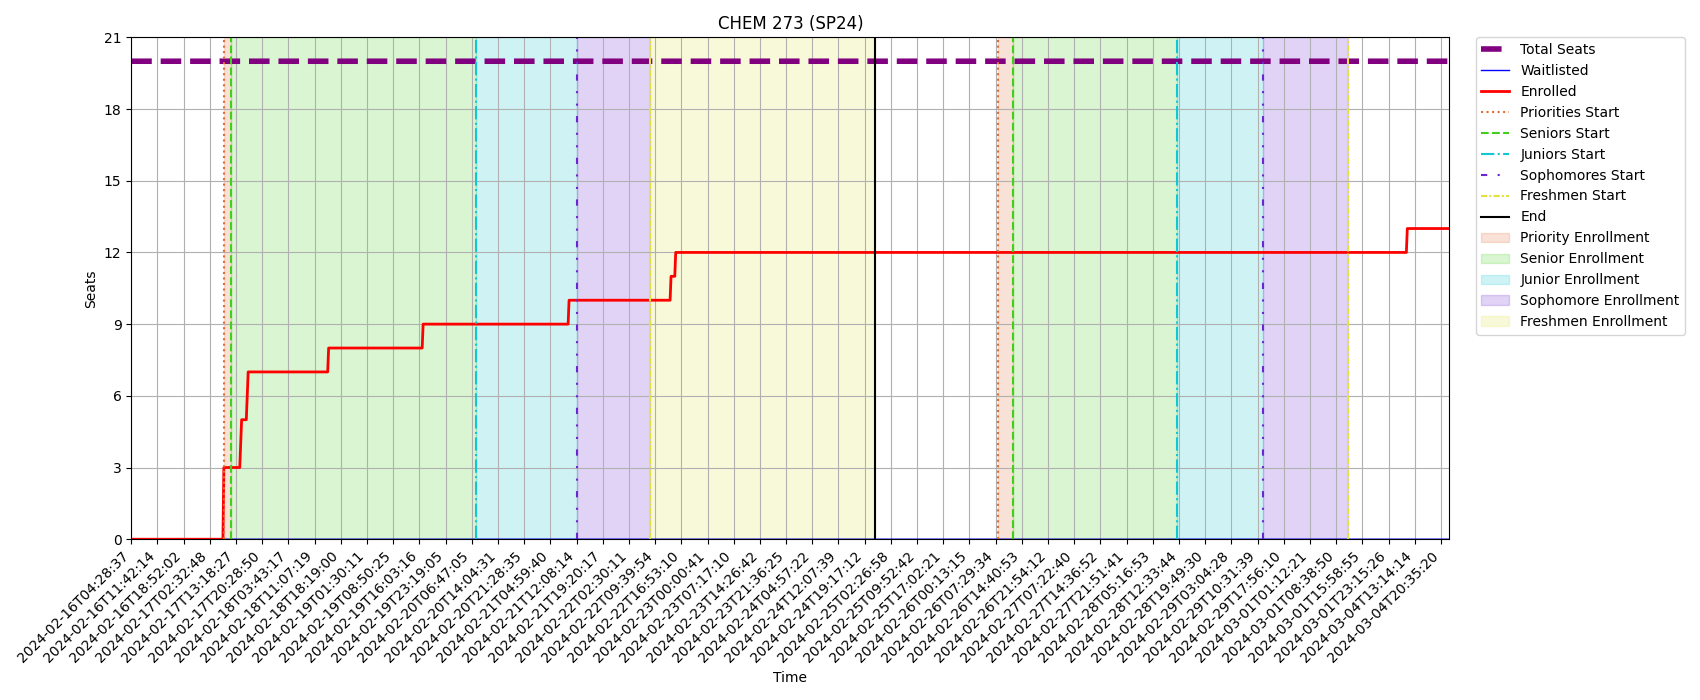 CHEM 273 (SP24)
Seats
21
18
15
12
9
6
3
0
2024-02-16T04:28:37
2024-02-16T11:42:14
2024-02-16T18:52:02
2024-02-17T02:32:48
2024-02-17T13:18:27
2024-02-17T20:28:50
2024-02-18T03:43:17
2024-02-18T11:07:19
2024-02-18T18:19:00
2024-02-19T01:30:11
2024-02-19T08:50:25
2024-02-19T16:03:16
2024-02-19T23:19:05
2024-02-20T06:47:05
2024-02-20T14:04:31
2024-02-20T21:28:35
2024-02-21T04:59:40
2024-02-21T12:08:14
2024-02-21T19:20:17
2024-02-22T02:30:11
2024-02-22T09:39:54
2024-02-22T16:53:10
2024-02-23T00:00:41
2024-02-23T07:17:10
2024-02-23T14:26:42
2024-02-23T21:36:25
2024-02-24T04:57:22
2024-02-24T12:07:39
2024-02-24T19:17:12
2024-02-25T02:26:58
2024-02-25T09:52:42
2024-02-25T17:02:21
2024-02-26T00:13:15
2024-02-26T07:29:34
2024-02-26T14:40:53
2024-02-26T21:54:12
2024-02-27T07:22:40
2024-02-27T14:36:52
2024-02-27T21:51:41
2024-02-28T05:16:53
2024-02-28T12:33:44
2024-02-28T19:49:30
2024-02-29T03:04:28
2024-02-29T10:31:39
2024-02-29T17:56:10
2024-03-01T01:12:21
2024-03-01T08:38:50
2024-03-01T15:58:55
2024-03-01T23:15:26
2024-03-04T13:14:14
2024-03-04T20:35:20
Time
Total Seats
Waitlisted
Enrolled
Priorities Start
Seniors Start
Juniors Start
Sophomores Start
Freshmen Start
End
Priority Enrollment
Senior Enrollment
Junior Enrollment
Sophomore Enrollment
Freshmen Enrollment